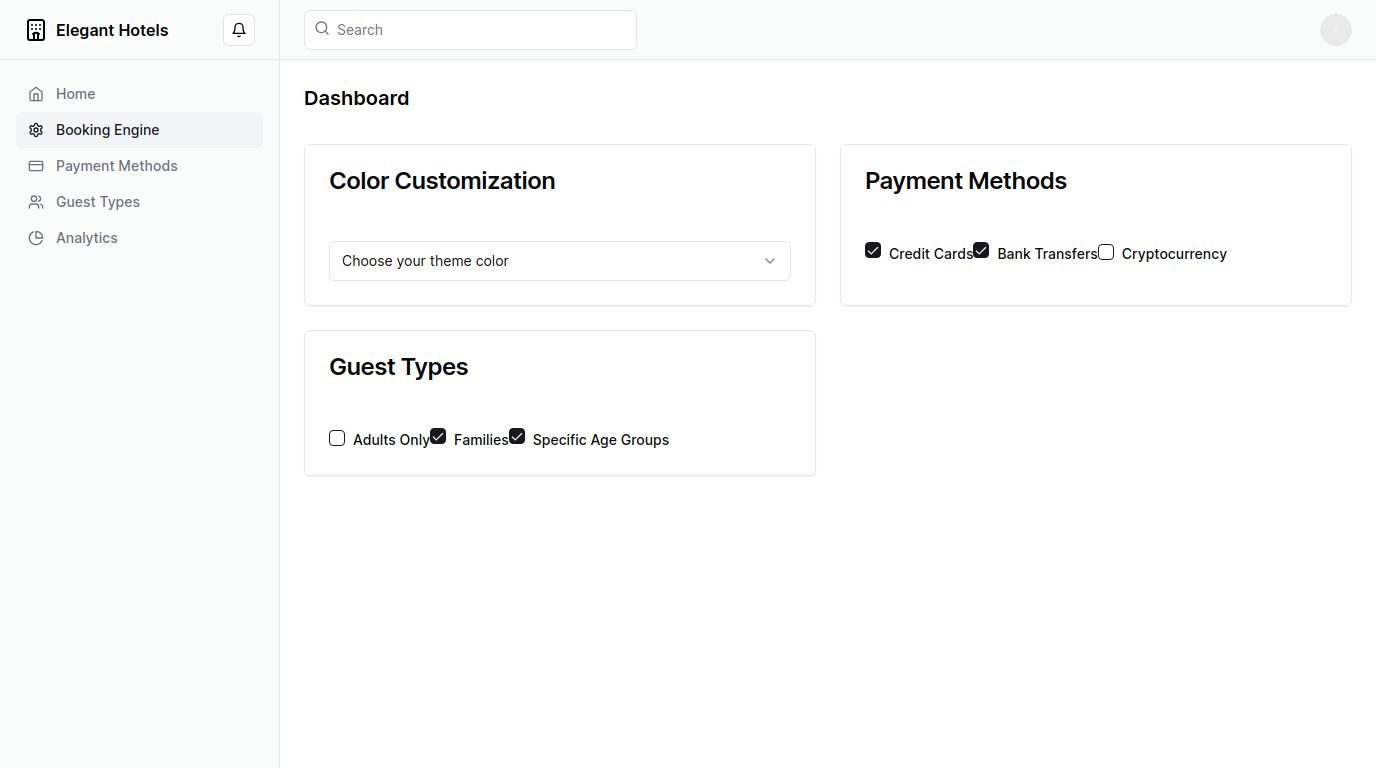 Elegant Hotels
Search
Home
Booking Engine
Payment Methods
Guest Types
Analytics
Dashboard
Color Customization
Choose your theme color
Payment Methods
Credit Cards Bank Transfers Cryptocurrency
Guest Types
Adults Only Families Specific Age Groups